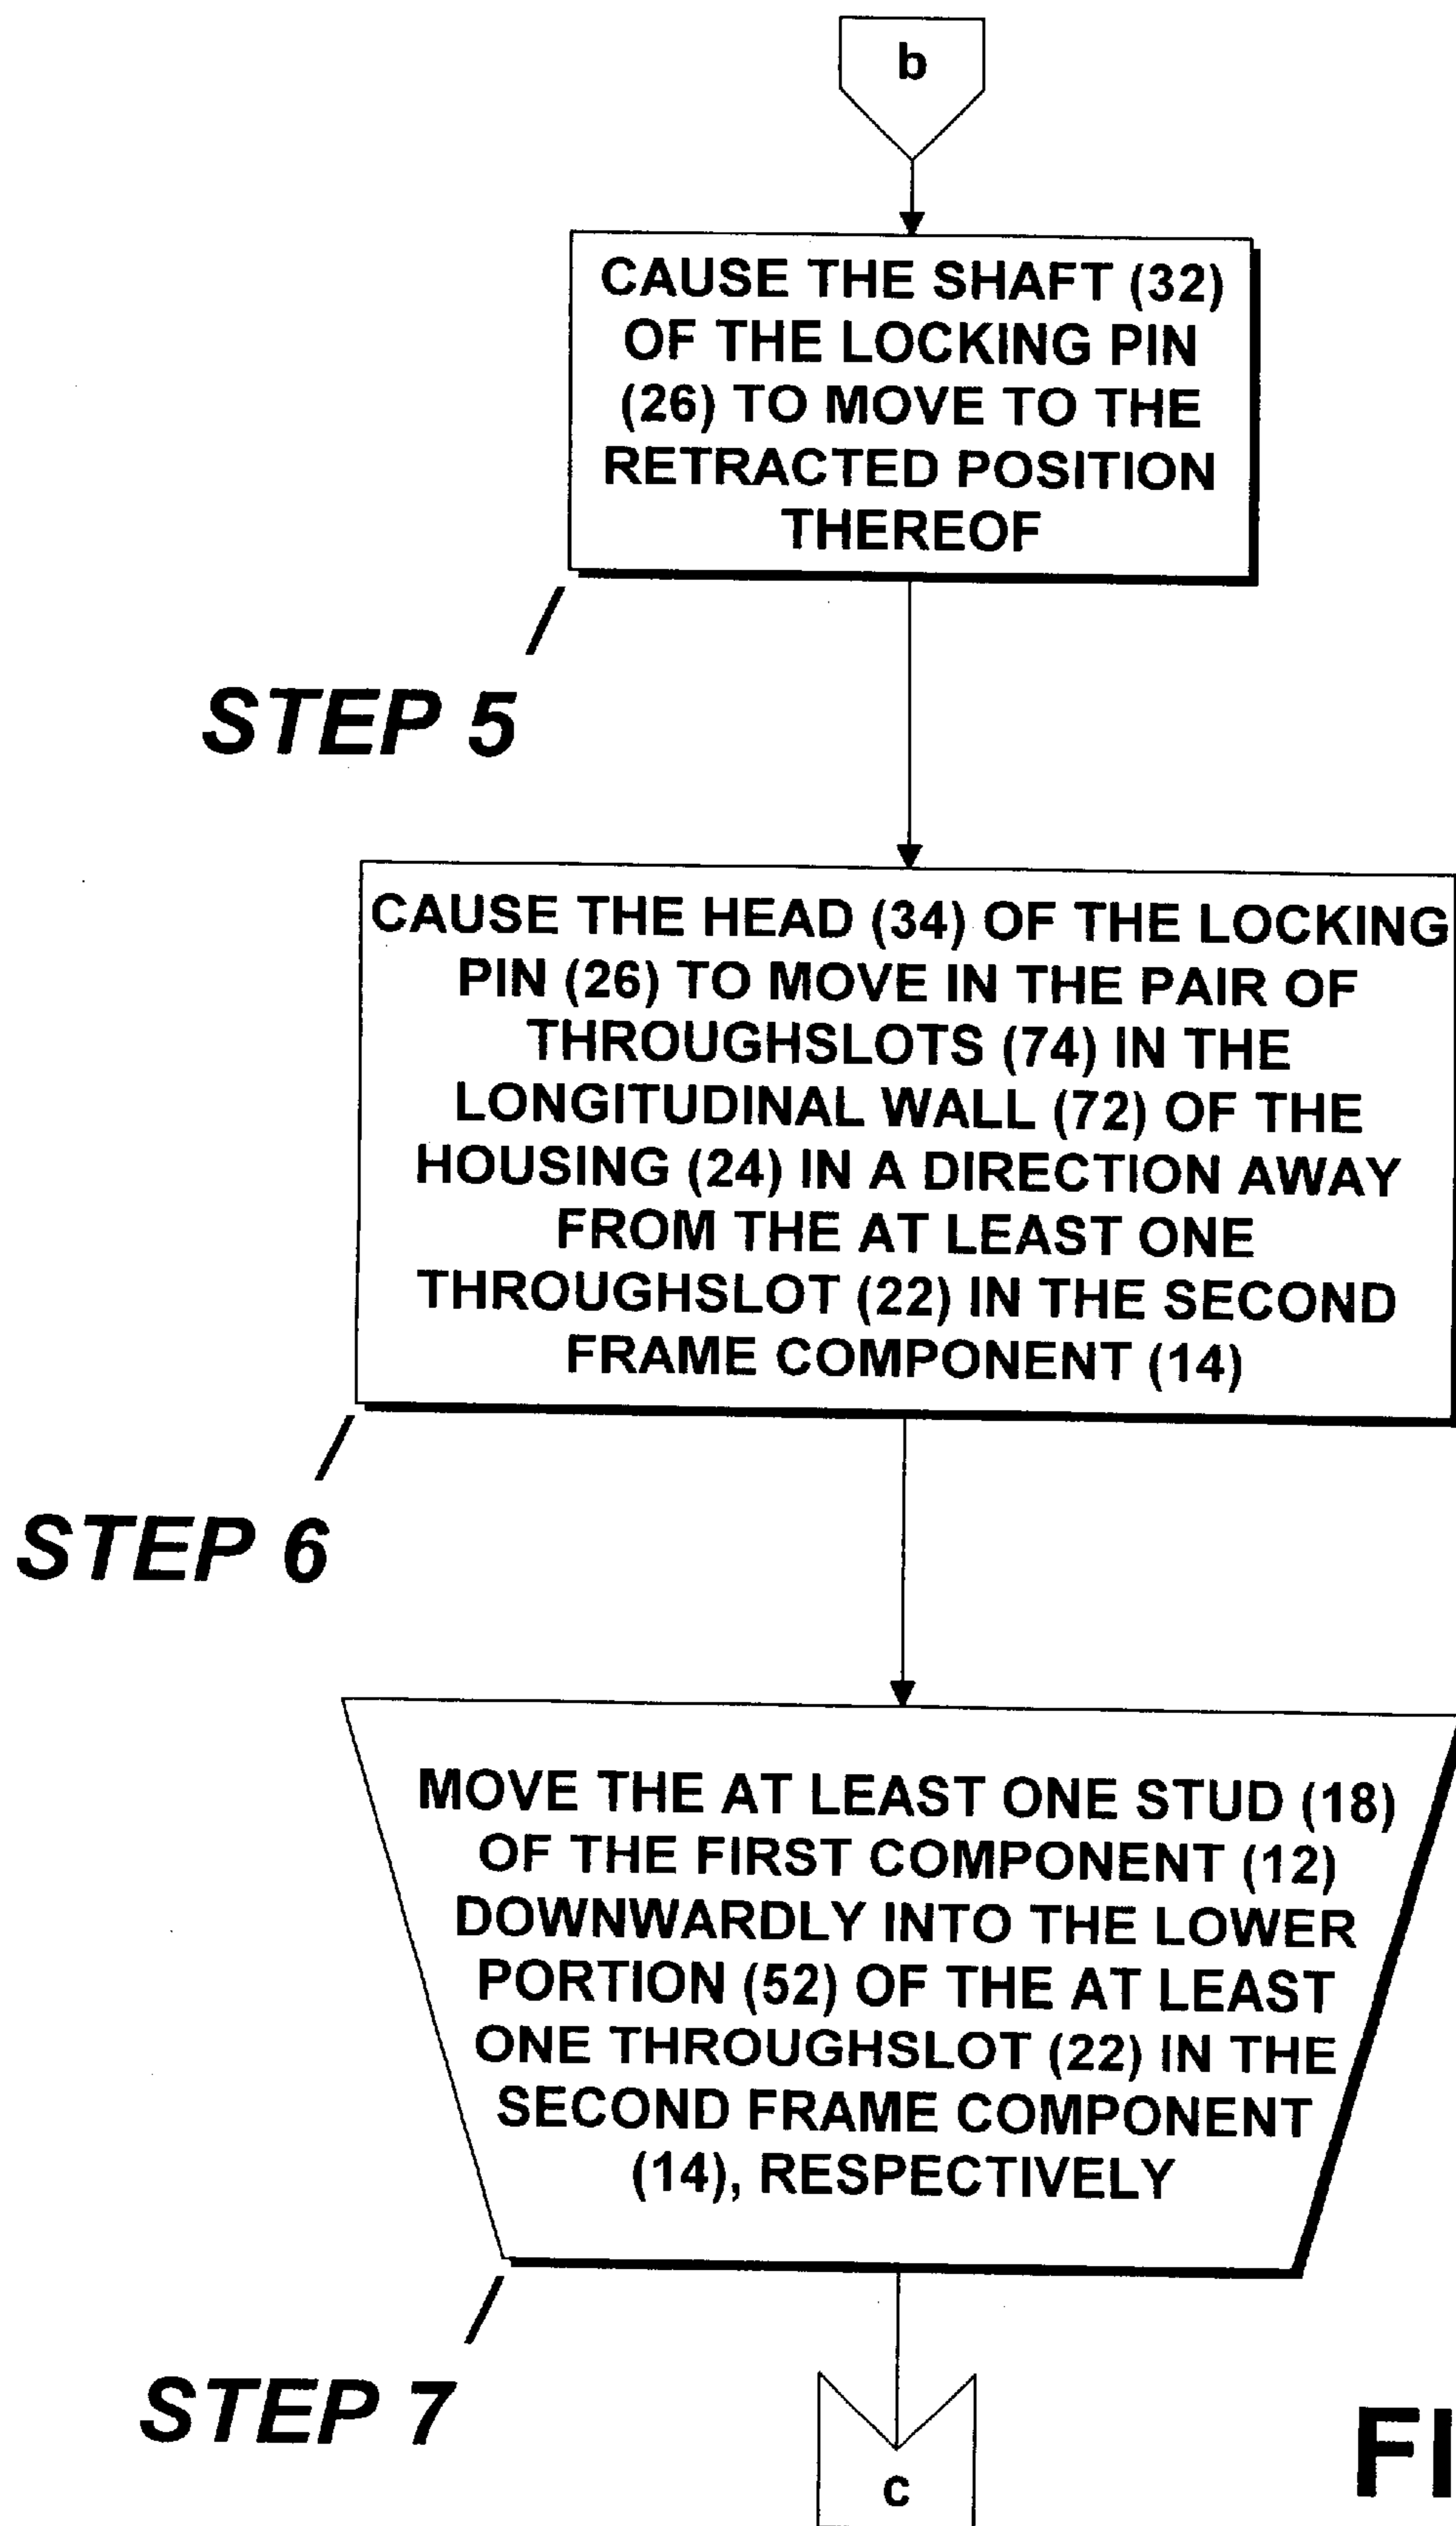 b
CAUSE THE SHAFT (32)
OF THE LOCKING PIN
(26) TO MOVE TO THE
RETRACTED POSITION
THEREOF
STEP 5
CAUSE THE HEAD (34) OF THE LOCKING
PIN (26) TO MOVE IN THE PAIR OF
THROUGHSLOTS (74) IN THE
LONGITUDINAL WALL (72) OF THE
HOUSING (24) IN A DIRECTION AWAY
FROM THE AT LEAST ONE
THROUGHSLOT (22) IN THE SECOND
FRAME COMPONENT (14)
STEP 6
MOVE THE AT LEAST ONE STUD (18)
OF THE FIRST COMPONENT (12)
DOWNWARDLY INTO THE LOWER
PORTION (52) OF THE AT LEAST
ONE THROUGHSLOT (22) IN THE
SECOND FRAME COMPONENT
(14), RESPECTIVELY
STEP 7
c
FI